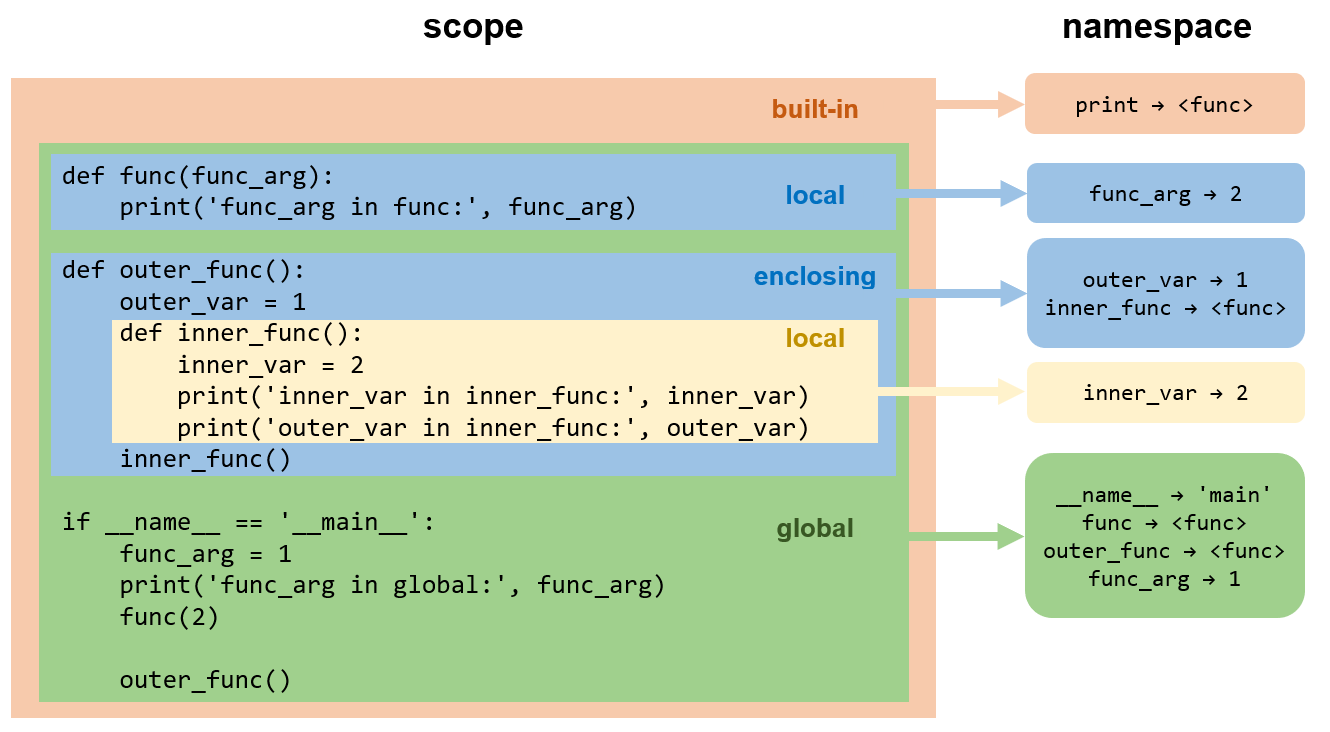 scope
namespace
built-in
print → <func>
def func(func_arg):
    print('func_arg in func:', func_arg)
local
func_arg → 2
def outer_func():
    outer_var = 1
enclosing
outer_var → 1
inner_func → <func>
    def inner_func():
        inner_var = 2
        print('inner_var in inner_func:', inner_var)
        print('outer_var in inner_func:', outer_var)
local
inner_var → 2
    inner_func()
if __name__ == '__main__':
    func_arg = 1
    print('func_arg in global:', func_arg)
    func(2)
    outer_func()
global
__name__ → 'main'
func → <func>
outer_func → <func>
func_arg → 1